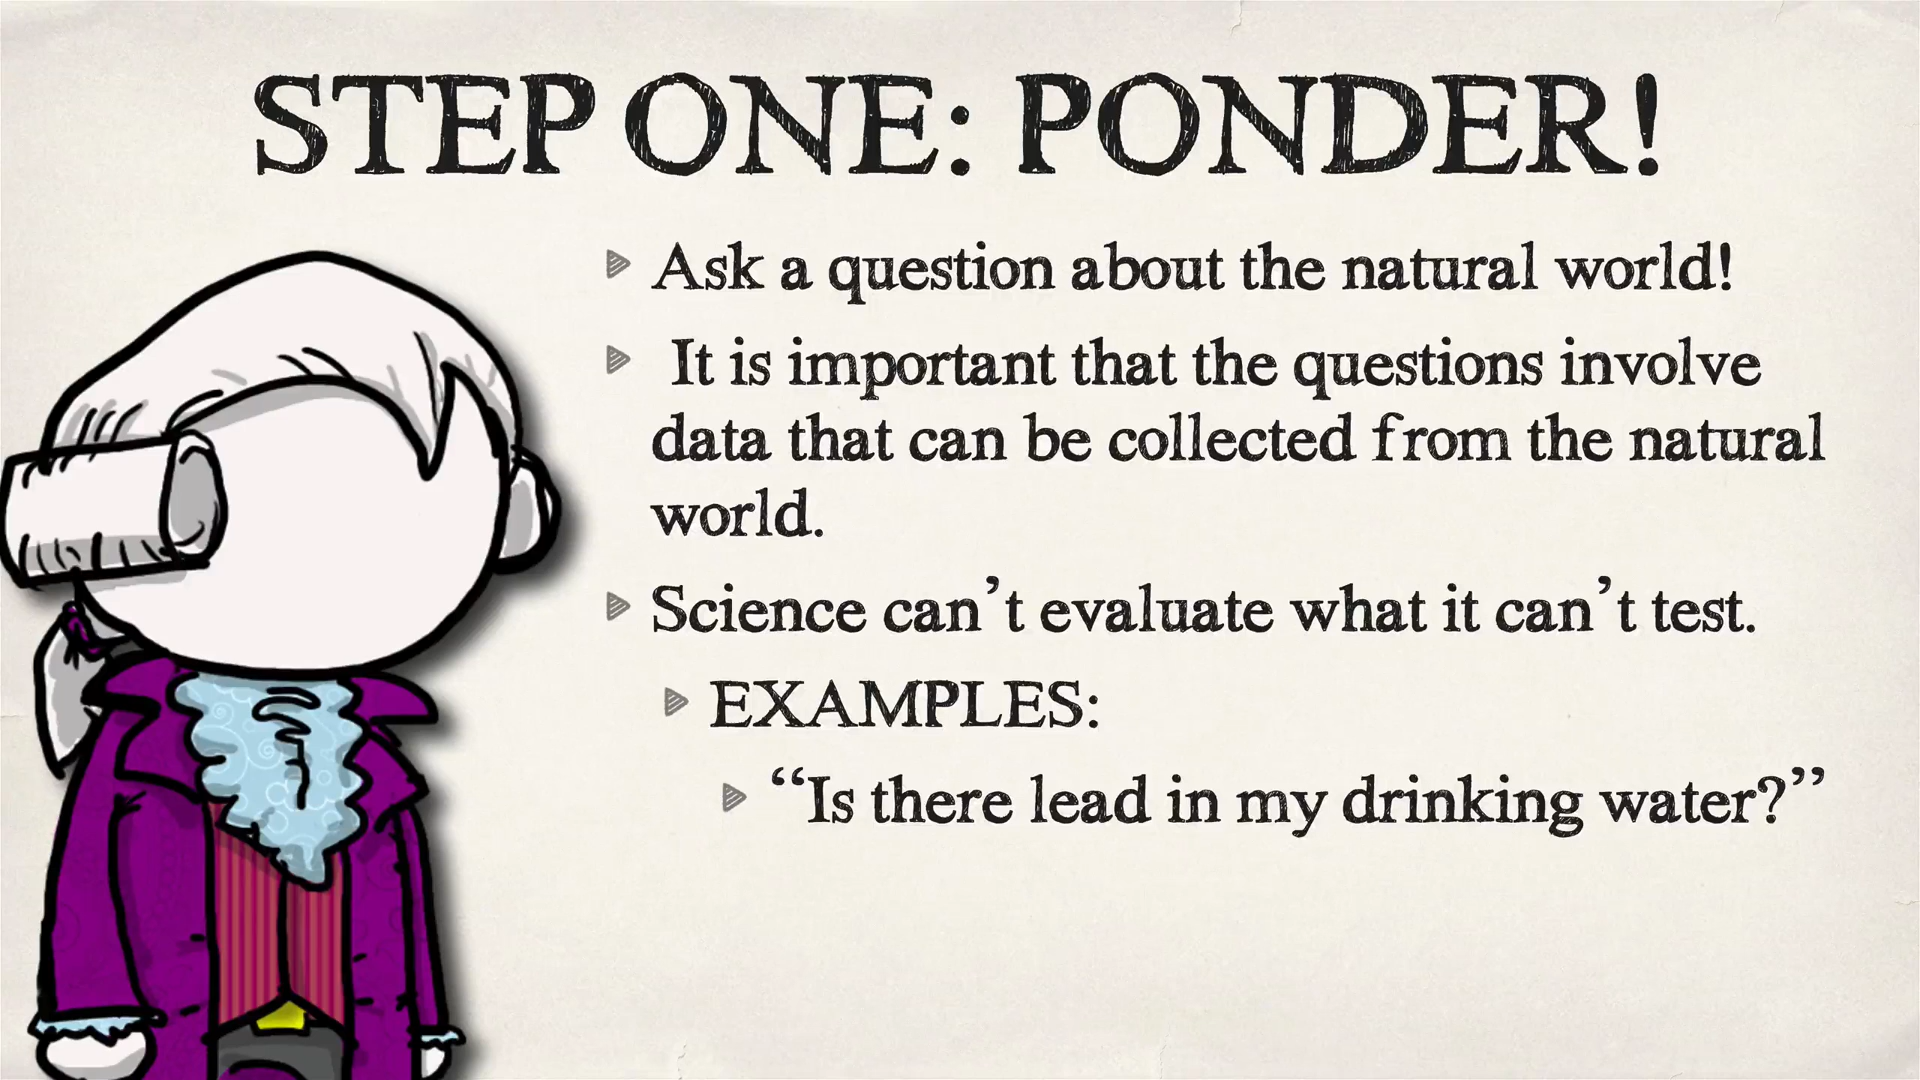 STEP ONE: PONDER!
Ask a question about the natural world!
It is important that the questions involve
data that can be collected from the natural
world.
Science can’t evaluate what it can’t test.
EXAMPLES:
“Is there lead in my drinking water?”